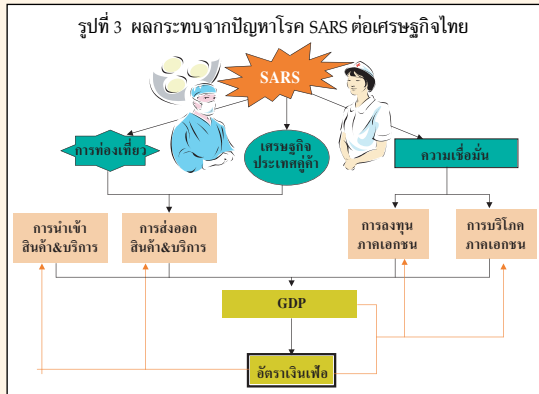 รูปที่ 3 ผลกระทบจากปัญหาโรค SARS ต่อเศรษฐกิจไทย
SARS
การท่องเที่ยว
เศรษฐกิจ
ประเทศคู่ค้า
ความเชื่อมั่น
การนำเข้า
สินค้า&บริการ
การส่งออก
สินค้า&บริการ
การลงทุน
ภาคเอกชน
การบริโภค
ภาคเอกชน
GDP
อัตราเงินเฟ้อ